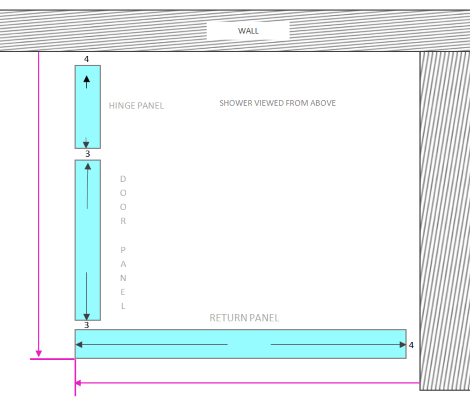 WALL
4
HINGE PANEL
SHOWER VIEWED FROM ABOVE
3
D
O
O
R
P
A
N
E
L
3
RETURN PANEL
4